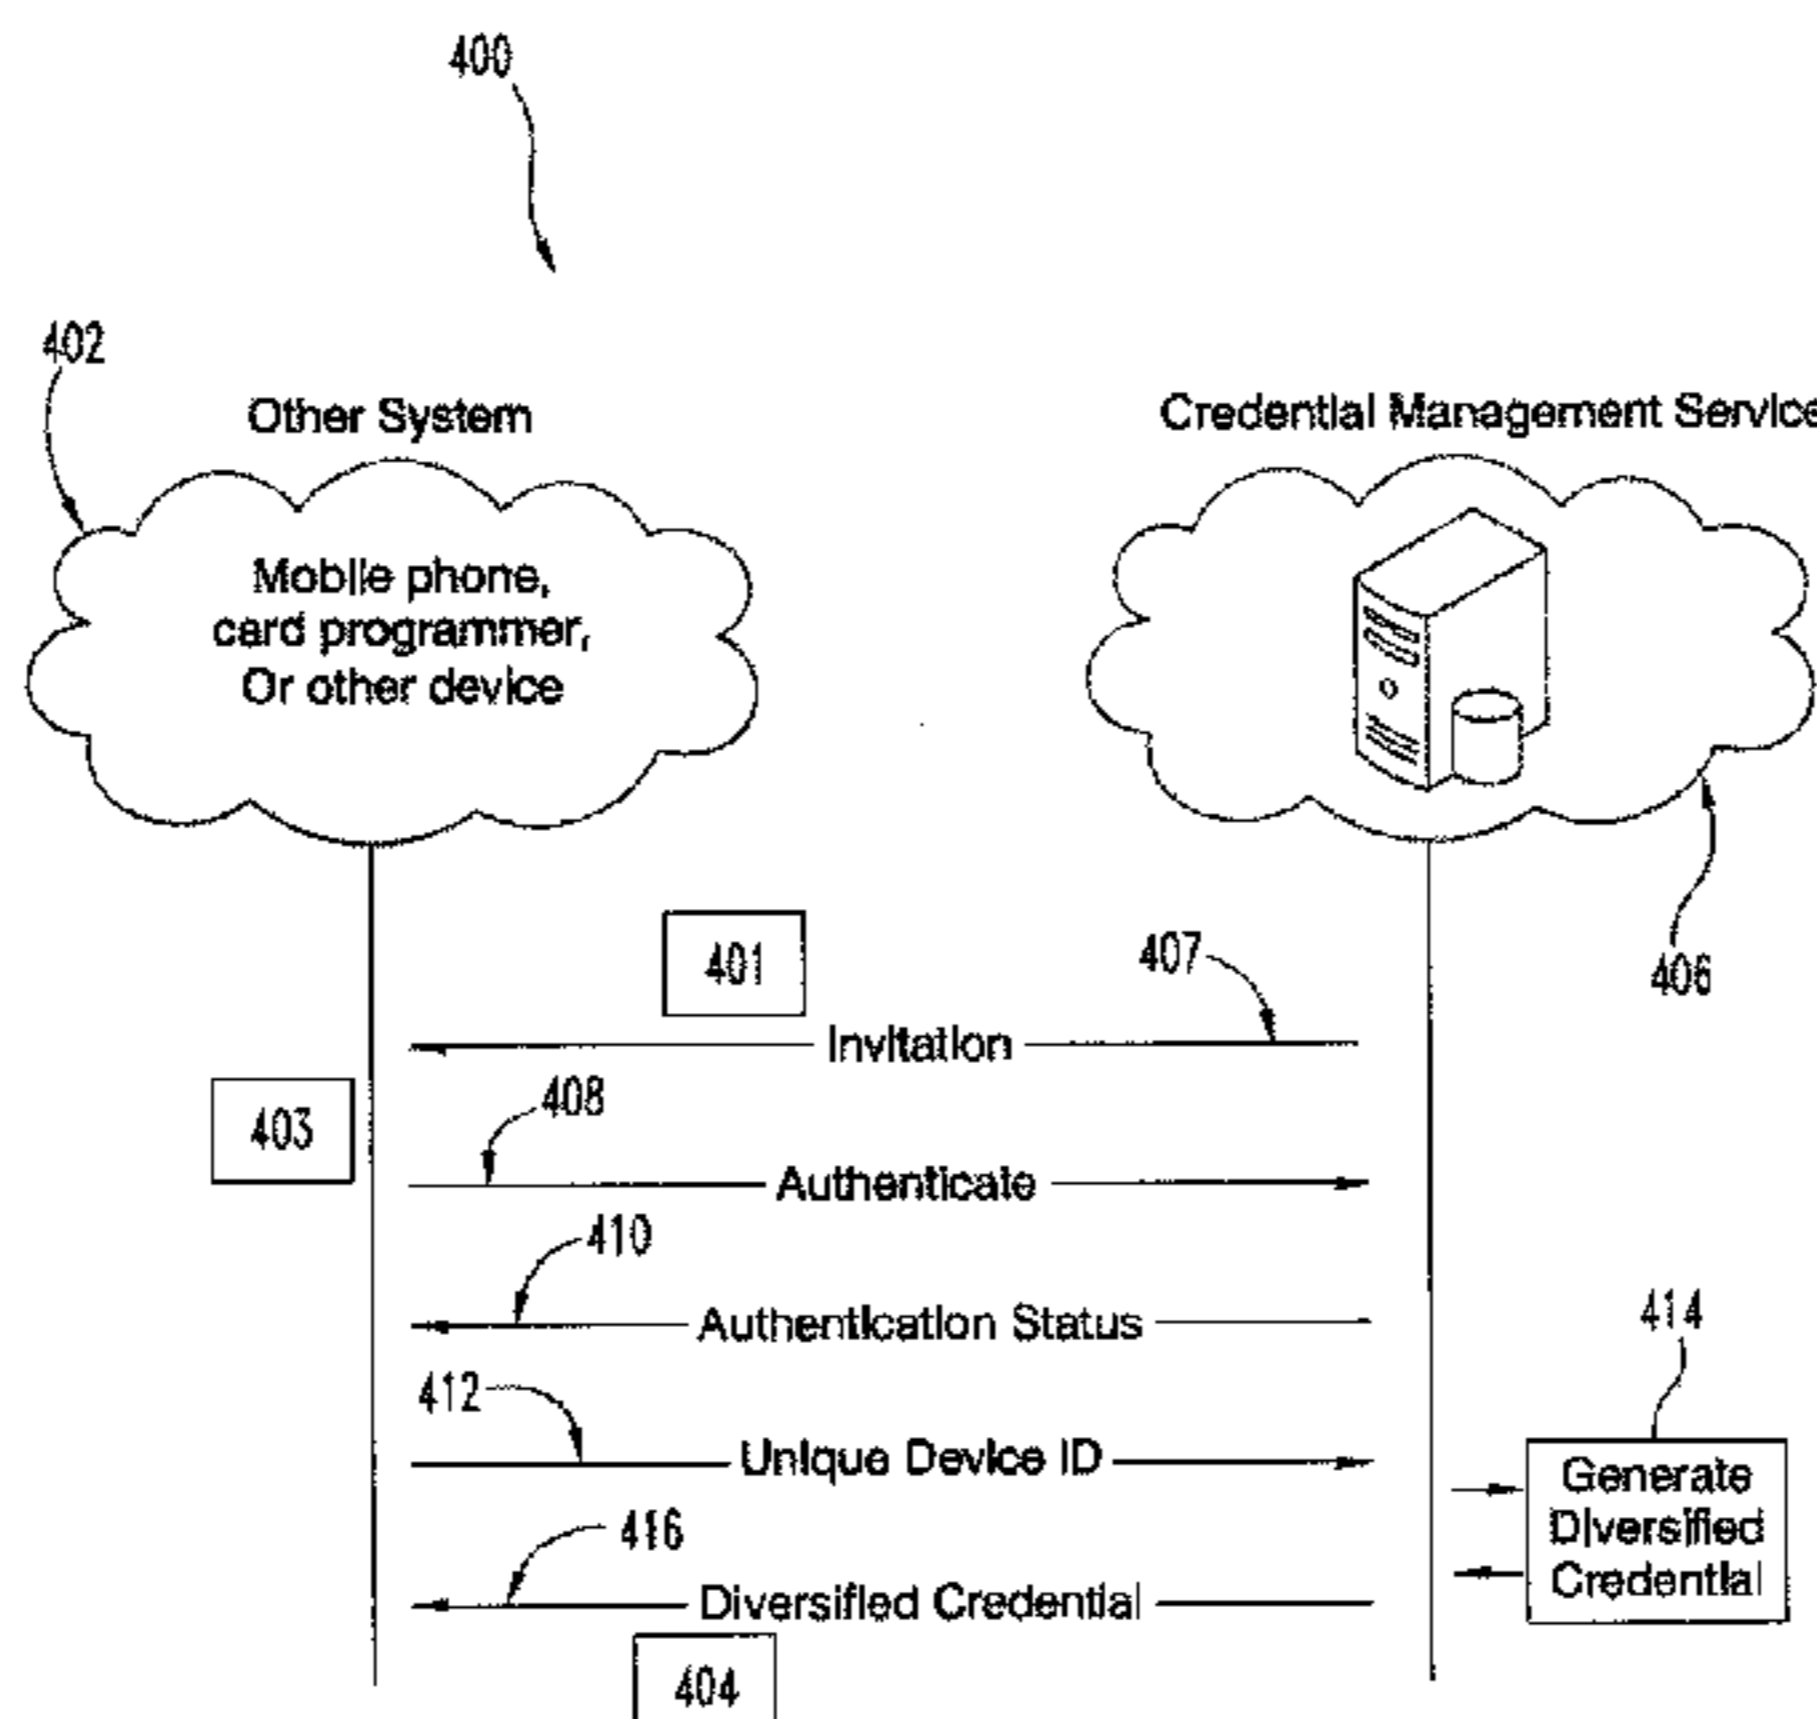 400
402
Other System
Credential Management Service
Mobile phone,
card programmer,
Or other device
401
407
406
Invitation
403
408
Authenticate
410
Authentication Status
414
412
Unique Device ID
Generate
Diversified
Credential
416
Diversified Credential
404